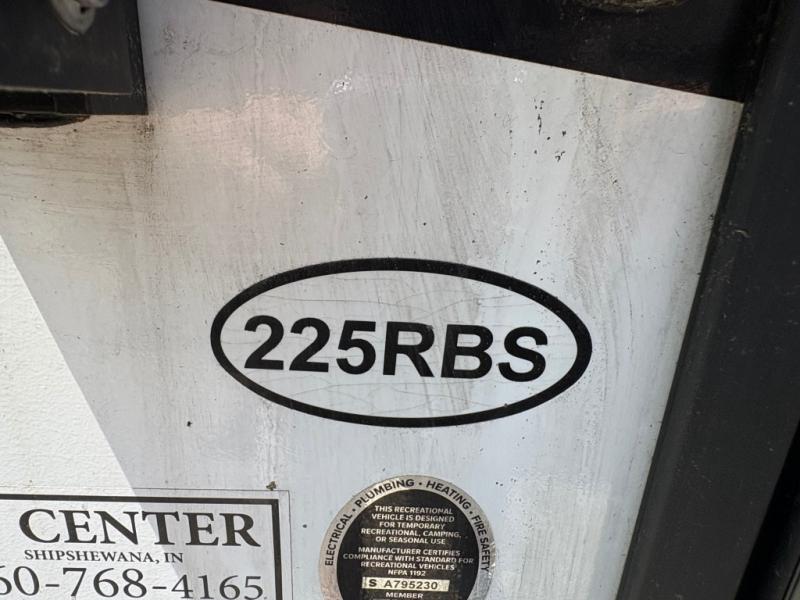 225RBS
CENTER
SHIPSHEWANA, IN
60-768-4165
ELECTRICAL • PLUMBING • HEATING • FIRE SAFETY
THIS RECREATIONAL
VEHICLE IS DESIGNED
FOR TEMPORARY
RECREATIONAL, CAMPING,
OR SEASONAL USE
MANUFACTURER CERTIFIES
COMPLIANCE WITH STANDARD FOR
RECREATIONAL VEHICLES
NFPA 1192
S A795230
MEMBER